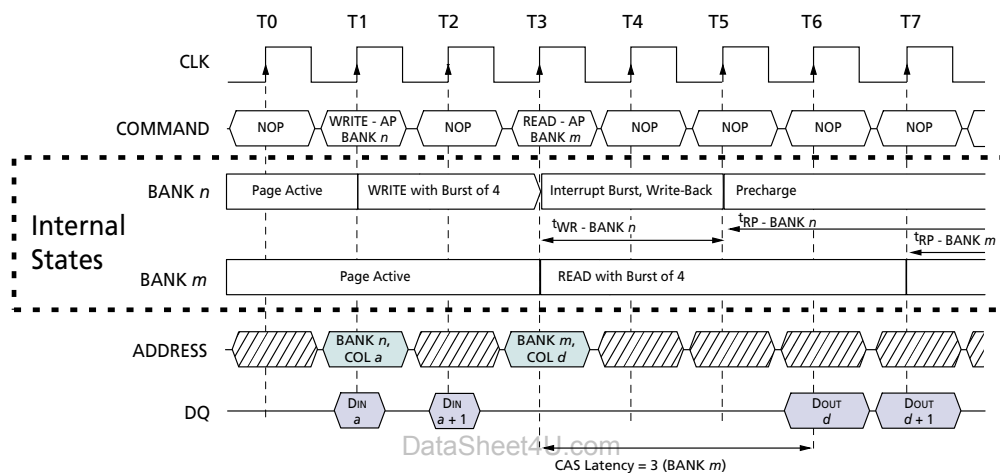 T0 T1 T2 T3 T4 T5 T6 T7
CLK
COMMAND NOP WRITE - AP BANK n NOP READ - AP BANK m NOP NOP NOP NOP
BANK n Page Active WRITE with Burst of 4 Interrupt Burst, Write-Back Precharge
Internal States
tWR - BANK n tRP - BANK n
tRP - BANK m
BANK m Page Active READ with Burst of 4
ADDRESS BANK n, COL a BANK m, COL d
DQ DIN a DIN a + 1 DOUT d DOUT d + 1
DataSheet4U.com
CAS Latency = 3 (BANK m)